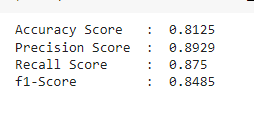 Accuracy Score : 0.8125
Precision Score : 0.8929
Recall Score : 0.875
f1-Score : 0.8485